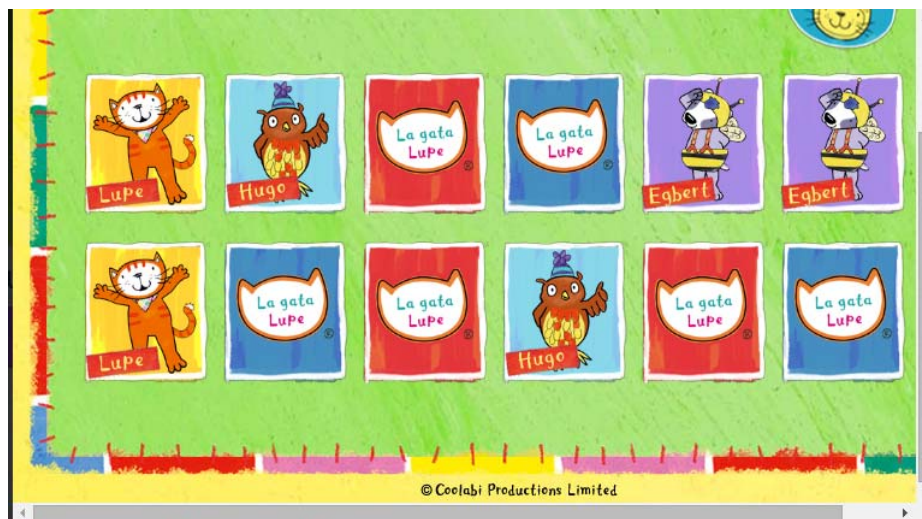 Lupe
Hugo
La gata
Lupe
®
La gata
Lupe
®
Egbert
Egbert
Lupe
La gata
Lupe
®
La gata
Lupe
®
Hugo
La gata
Lupe
®
La gata
Lupe
®
© Coolabi Productions Limited